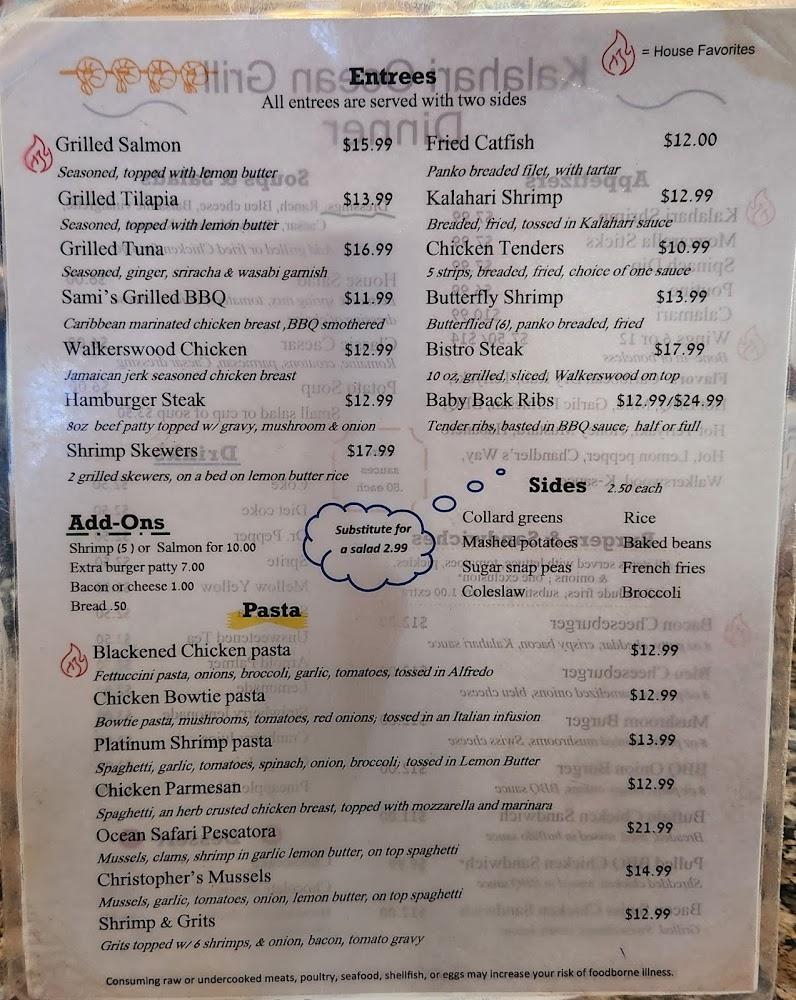 = House Favorites
Entrees
All entrees are served with two sides
Grilled Salmon $15.99
Seasoned, topped with lemon butter
Grilled Tilapia $13.99
Seasoned, topped with lemon butter
Grilled Tuna $16.99
Seasoned, ginger, sriracha & wasabi garnish
Sami's Grilled BBQ $11.99
Caribbean marinated chicken breast ,BBQ smothered
Walkerswood Chicken $12.99
Jamaican jerk seasoned chicken breast
Hamburger Steak $12.99
8oz beef patty topped w/ gravy, mushroom & onion
Shrimp Skewers $17.99
2 grilled skewers, on a bed on lemon butter rice
Fried Catfish $12.00
Panko breaded filet, with tartar
Kalahari Shrimp $12.99
Breaded, fried, tossed in Kalahari sauce
Chicken Tenders $10.99
5 strips, breaded, fried, choice of one sauce
Butterfly Shrimp $13.99
Butterflied (6), panko breaded, fried
Bistro Steak $17.99
10 oz, grilled, sliced, Walkerswood on top
Baby Back Ribs $12.99/$24.99
Tender ribs, basted in BBQ sauce; half or full
Add-Ons
Shrimp (5 ) or Salmon for 10.00
Extra burger patty 7.00
Bacon or cheese 1.00
Bread .50
Substitute for
a salad 2.99
Sides 2.50 each
Collard greens Rice
Mashed potatoes Baked beans
Sugar snap peas French fries
Coleslaw Broccoli
Pasta
Blackened Chicken pasta $12.99
Fettuccini pasta, onions, broccoli, garlic, tomatoes, tossed in Alfredo
Chicken Bowtie pasta $12.99
Bowtie pasta, mushrooms, tomatoes, red onions; tossed in an Italian infusion
Platinum Shrimp pasta $13.99
Spaghetti, garlic, tomatoes, spinach, onion, broccoli; tossed in Lemon Butter
Chicken Parmesan $12.99
Spaghetti, an herb crusted chicken breast, topped with mozzarella and marinara
Ocean Safari Pescatora $21.99
Mussels, clams, shrimp in garlic lemon butter, on top spaghetti
Christopher's Mussels $14.99
Mussels, garlic, tomatoes, onion, lemon butter, on top spaghetti
Shrimp & Grits $12.99
Grits topped w/ 6 shrimps, & onion, bacon, tomato gravy
Consuming raw or undercooked meats, poultry, seafood, shellfish, or eggs may increase your risk of foodborne illness.